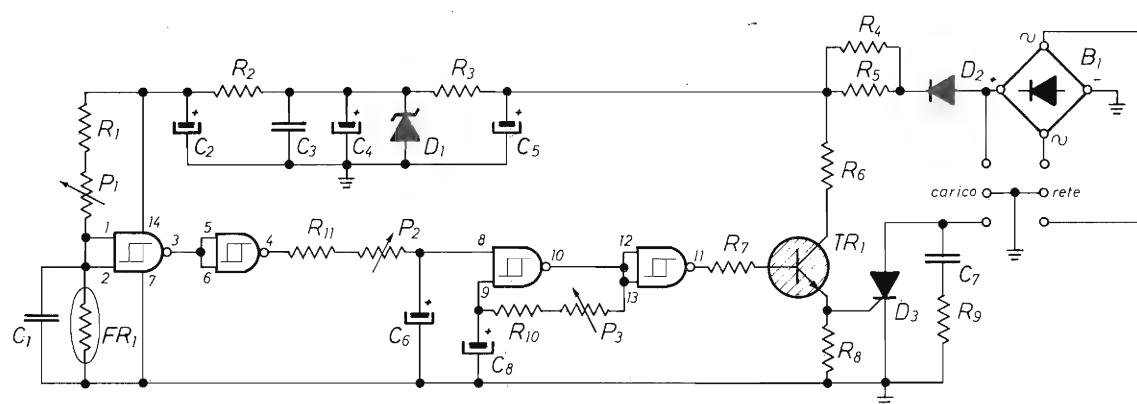 R4
R2
R3
R5
D2
B1
~
+
-
~
R1
+
C2
C3
+
C4
D1
+
C5
P1
R6
carico
rete
14
1
2
3
7
5
6
4
R11
P2
8
9
10
12
13
11
R7
TR1
C7
D3
R9
C1
FR1
+
C6
R10
P3
+
C8
R8